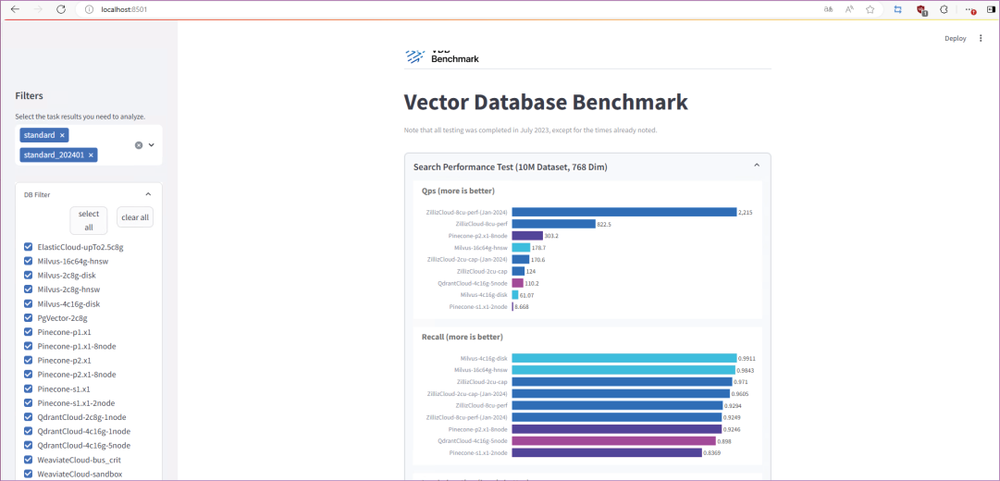 localhost:8501
Deploy
VDB
Benchmark
Filters
Select the task results you need to analyze.
standard ×
standard_202401 ×
DB Filter
select
all
clear all
ElasticCloud-upTo2.5c8g
Milvus-16c64g-hnsw
Milvus-2c8g-disk
Milvus-2c8g-hnsw
Milvus-4c16g-disk
PgVector-2c8g
Pinecone-p1.x1
Pinecone-p1.x1-8node
Pinecone-p2.x1
Pinecone-p2.x1-8node
Pinecone-s1.x1
Pinecone-s1.x1-2node
QdrantCloud-2c8g-1node
QdrantCloud-4c16g-1node
QdrantCloud-4c16g-5node
WeaviateCloud-bus_crit
WeaviateCloud-sandbox
Vector Database Benchmark
Note that all testing was completed in July 2023, except for the times already noted.
Search Performance Test (10M Dataset, 768 Dim)
Qps (more is better)
ZillizCloud-8cu-perf-(Jan-2024) 2,215
ZillizCloud-8cu-perf 822.5
Pinecone-p2.x1-8node 303.2
Milvus-16c64g-hnsw 178.7
ZillizCloud-2cu-cap-(Jan-2024) 170.6
ZillizCloud-2cu-cap 124
QdrantCloud-4c16g-5node 110.2
Milvus-4c16g-disk 61.07
Pinecone-s1.x1-2node 8.668
Recall (more is better)
Milvus-4c16g-disk 0.9911
Milvus-16c64g-hnsw 0.9843
ZillizCloud-2cu-cap 0.971
ZillizCloud-2cu-cap-(Jan-2024) 0.9605
ZillizCloud-8cu-perf 0.9294
ZillizCloud-8cu-perf-(Jan-2024) 0.9249
Pinecone-p2.x1-8node 0.9246
QdrantCloud-4c16g-5node 0.898
Pinecone-s1.x1-2node 0.8369